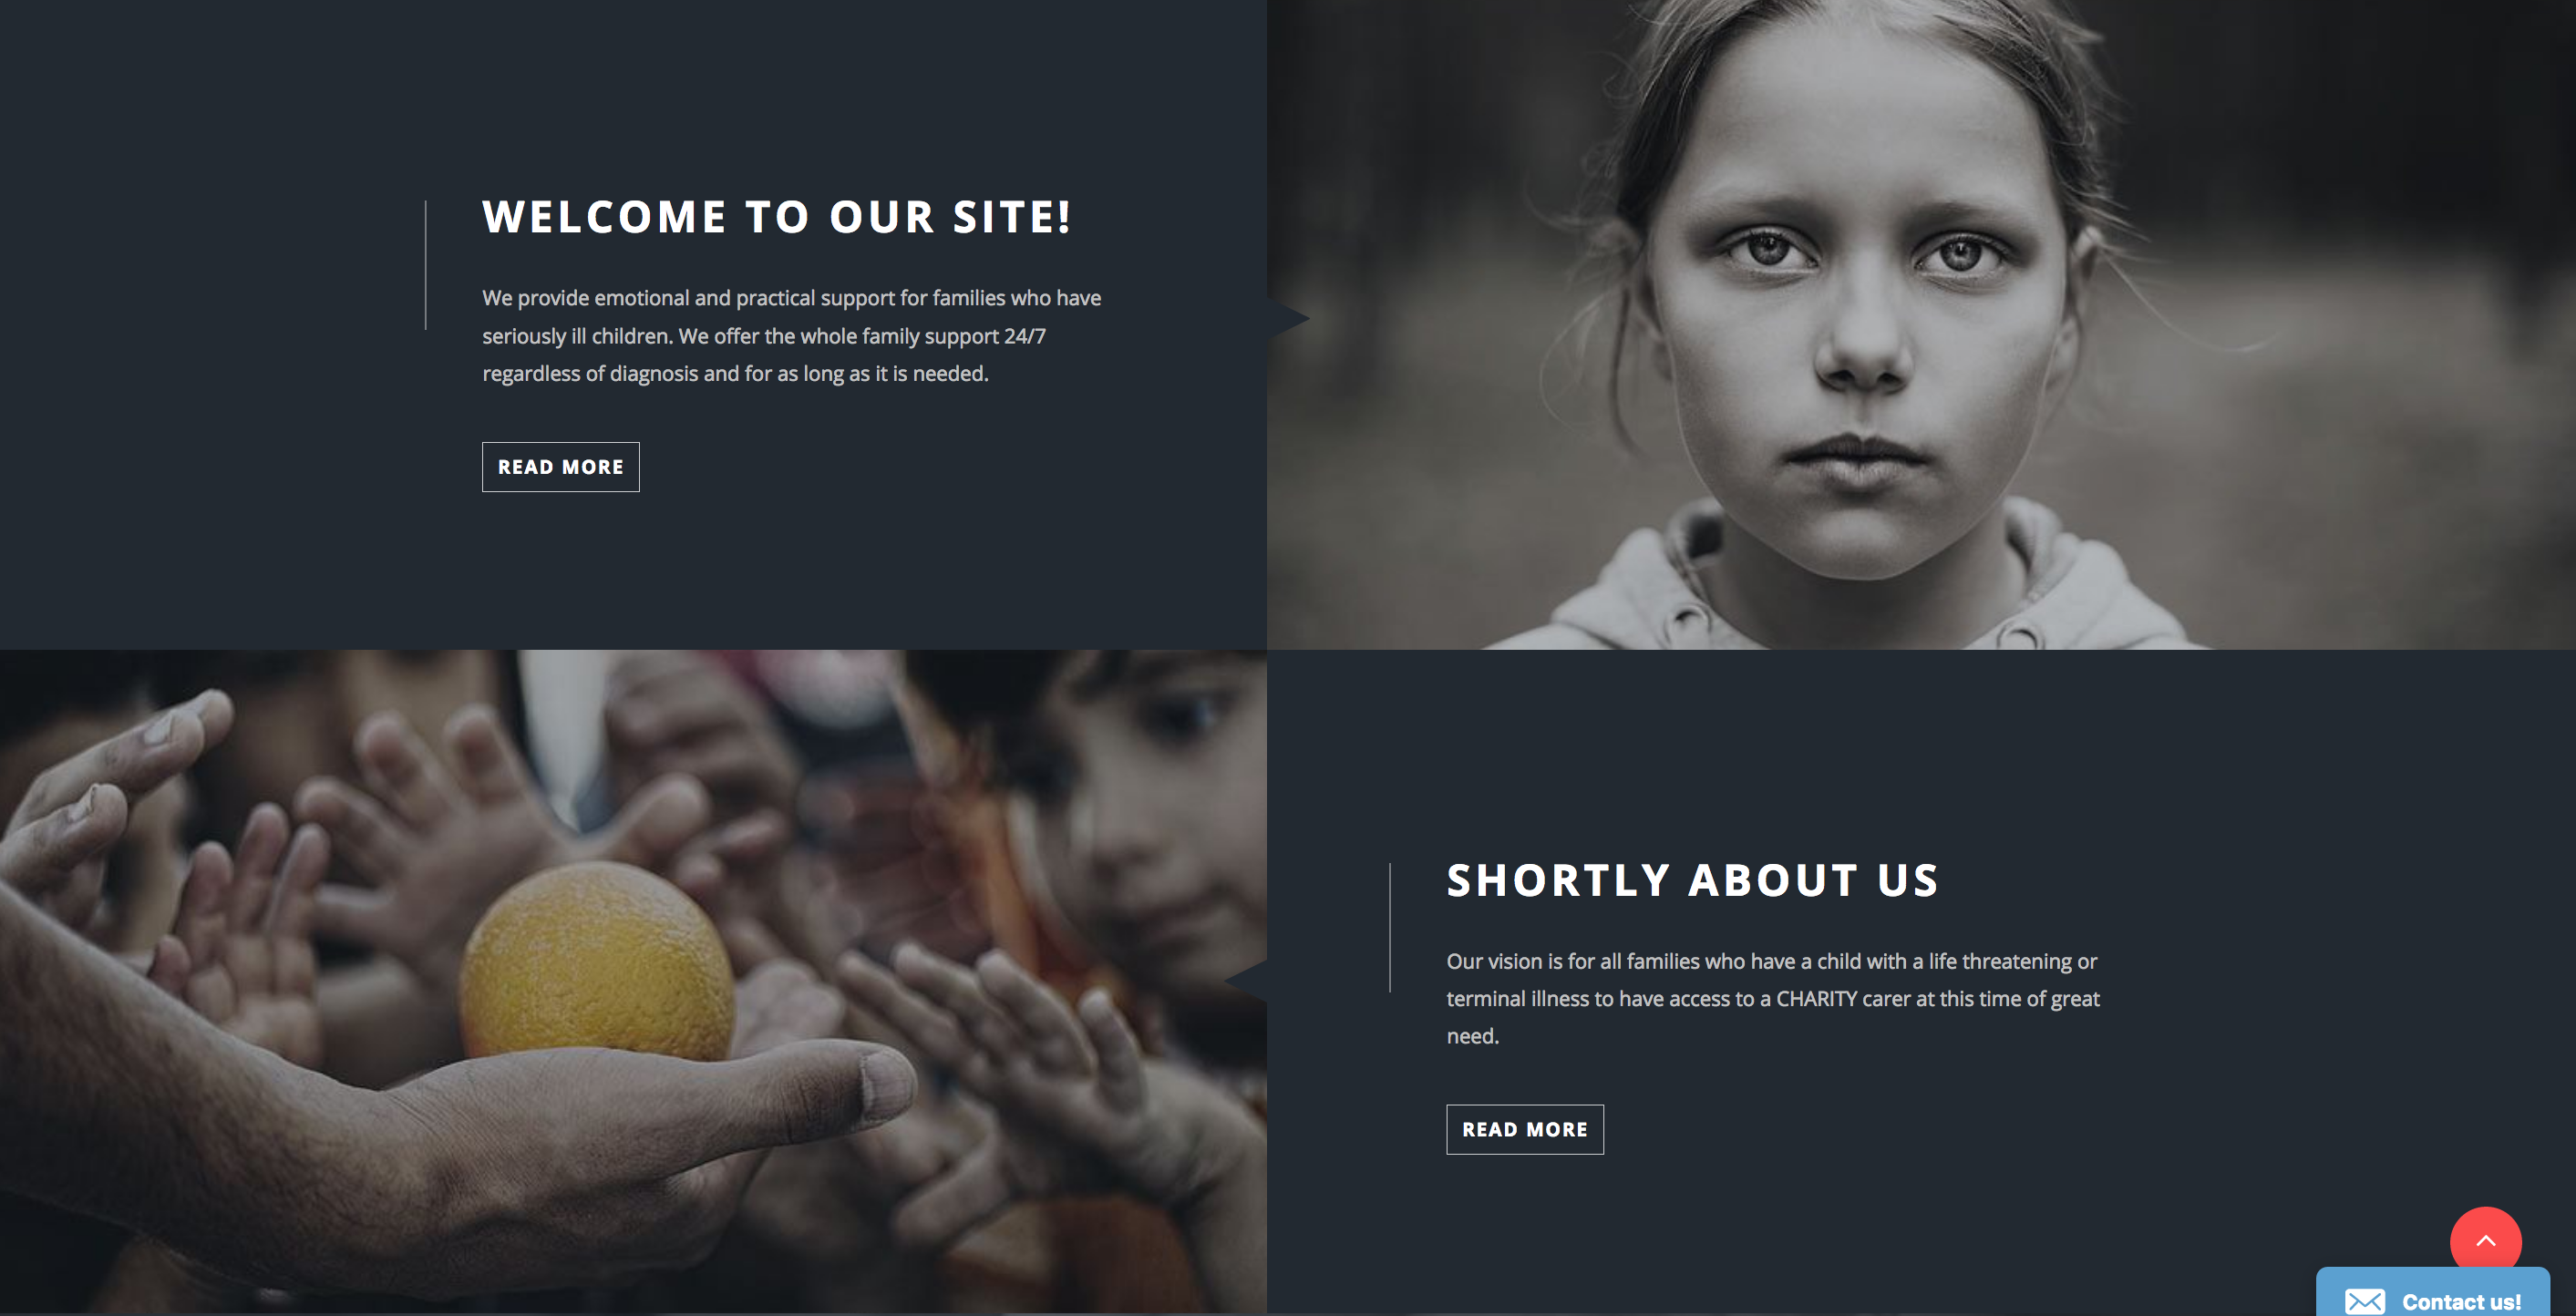 WELCOME TO OUR SITE!
We provide emotional and practical support for families who have
seriously ill children. We offer the whole family support 24/7
regardless of diagnosis and for as long as it is needed.
READ MORE
SHORTLY ABOUT US
Our vision is for all families who have a child with a life threatening or
terminal illness to have access to a CHARITY carer at this time of great
need.
READ MORE
Contact us!